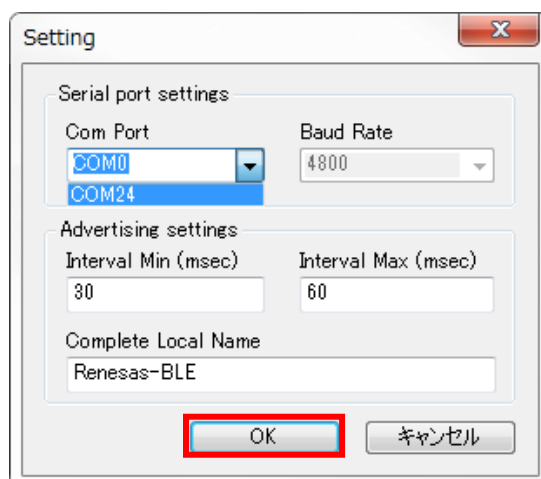 Setting
Serial port settings
Com Port
Baud Rate
COM0
4800
COM24
Advertising settings
Interval Min (msec)
Interval Max (msec)
30
60
Complete Local Name
Renesas-BLE
OK
キャンセル